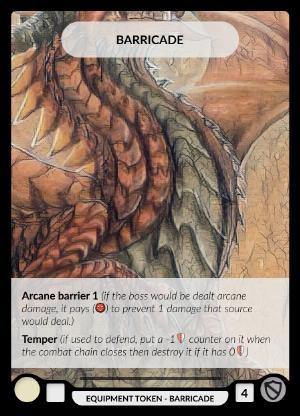 BARRICADE
Arcane barrier 1 (if the boss would be dealt arcane
damage, it pays ( ) to prevent 1 damage that source
would deal.)
Temper (if used to defend, put a -1 counter on it when
the combat chain closes then destroy it if it has 0 )
EQUIPMENT TOKEN - BARRICADE
4